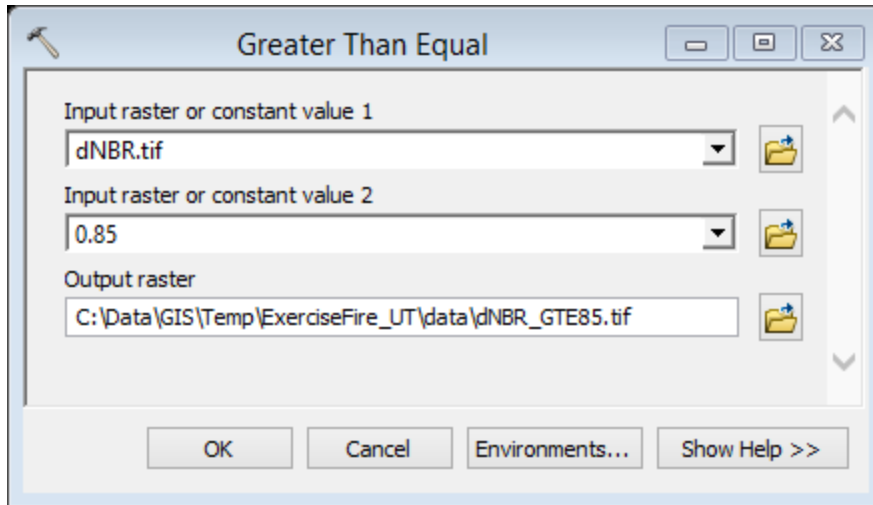 Greater Than Equal
Input raster or constant value 1
dNBR.tif
Input raster or constant value 2
0.85
Output raster
C:\Data\GIS\Temp\ExerciseFire_UT\data\dNBR_GTE85.tif
OK Cancel Environments... Show Help >>